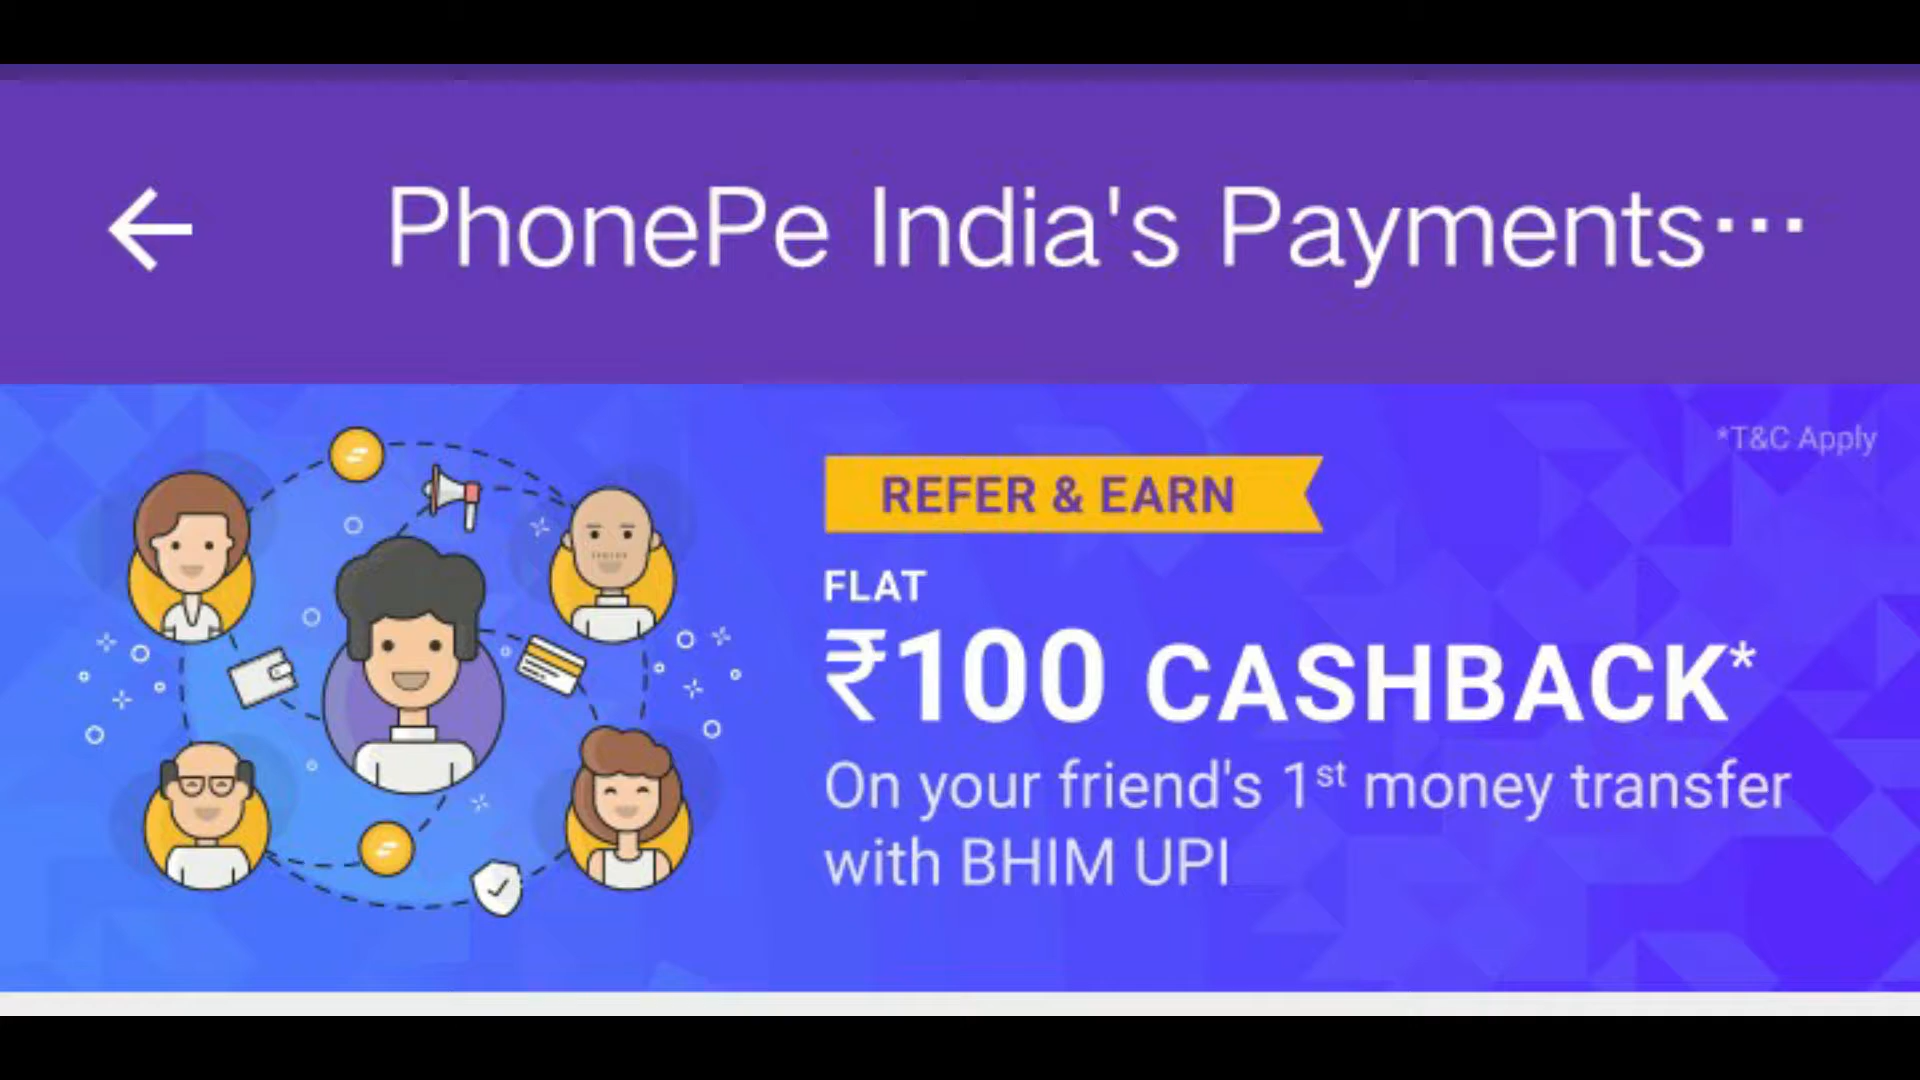 PhonePe India's Payments...
*T&C Apply
REFER & EARN
FLAT
₹100 CASHBACK*
On your friend's 1st money transfer
with BHIM UPI